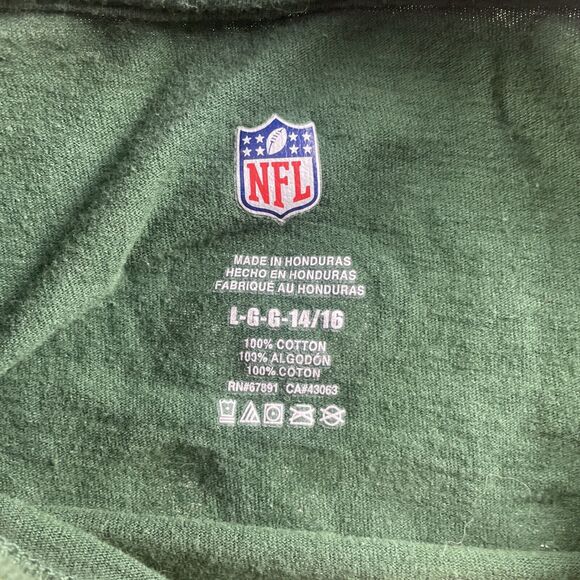 NFL
MADE IN HONDURAS
HECHO EN HONDURAS
FABRIQUÉ AU HONDURAS
L-G-G-14/16
100% COTTON
100% ALGODÓN
100% COTON
RN#67891 CA#43063